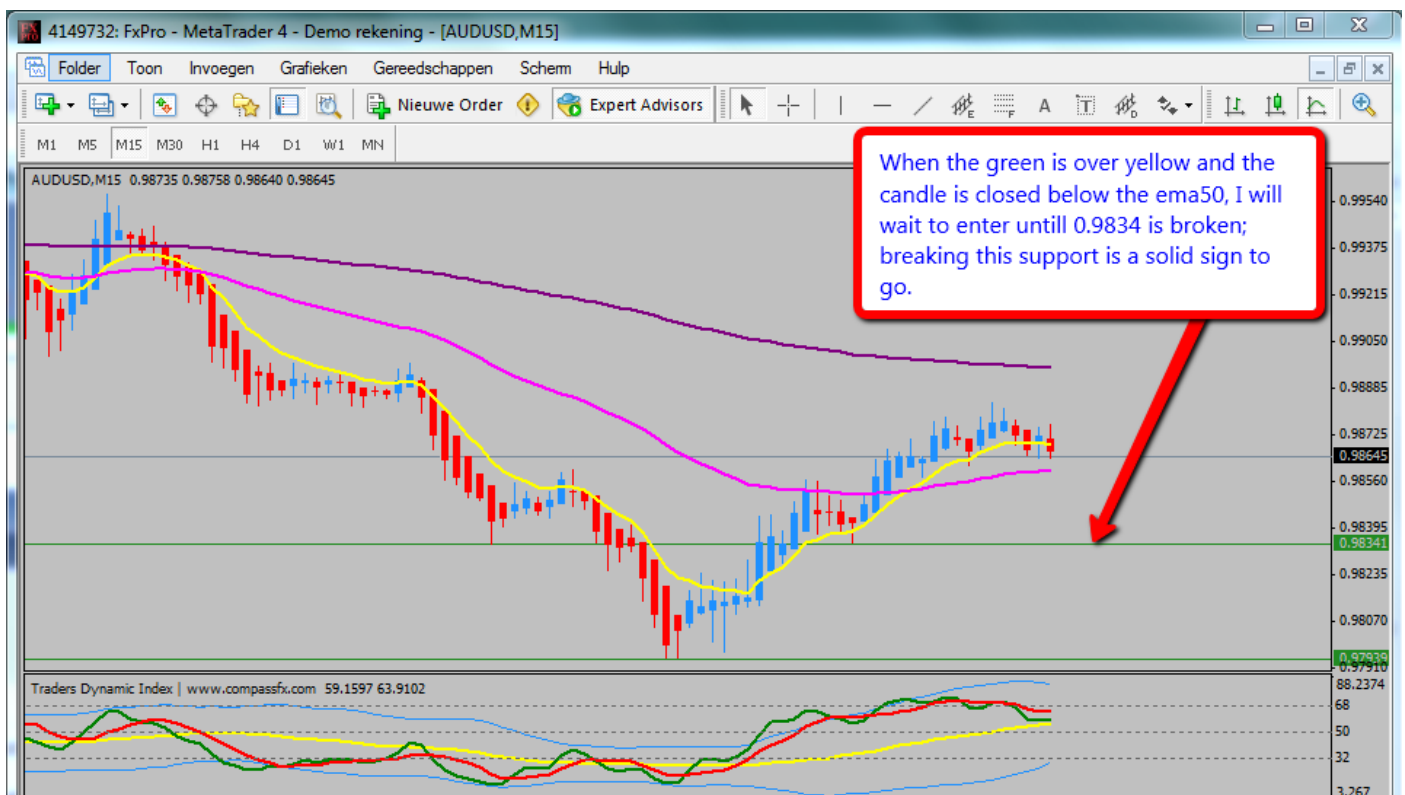 4149732: FxPro - MetaTrader 4 - Demo rekening - [AUDUSD,M15]
Folder Toon Invoegen Grafieken Gereedschappen Scherm Hulp
Nieuwe Order Expert Advisors A T E F D
M1 M5 M15 M30 H1 H4 D1 W1 MN
AUDUSD,M15 0.98735 0.98758 0.98640 0.98645
When the green is over yellow and the
candle is closed below the ema50, I will
wait to enter untill 0.9834 is broken;
breaking this support is a solid sign to
go.
0.99540
0.99375
0.99215
0.99050
0.98885
0.98725
0.98645
0.98560
0.98395
0.98341
0.98235
0.98070
0.97939
0.97910
Traders Dynamic Index | www.compassfx.com 59.1597 63.9102
88.2374
68
50
32
3.267